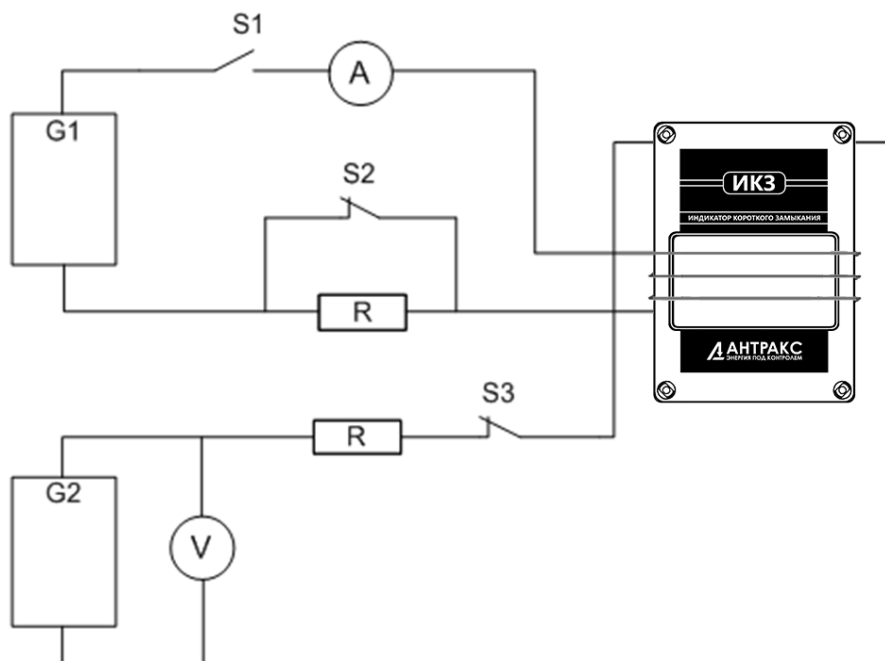 S1
A
G1
S2
R
ИКЗ
ИНДИКАТОР КОРОТКОГО ЗАМЫКАНИЯ
АНТРАКС
ЭНЕРГИЯ ПОД КОНТРОЛЕМ
S3
R
G2
V